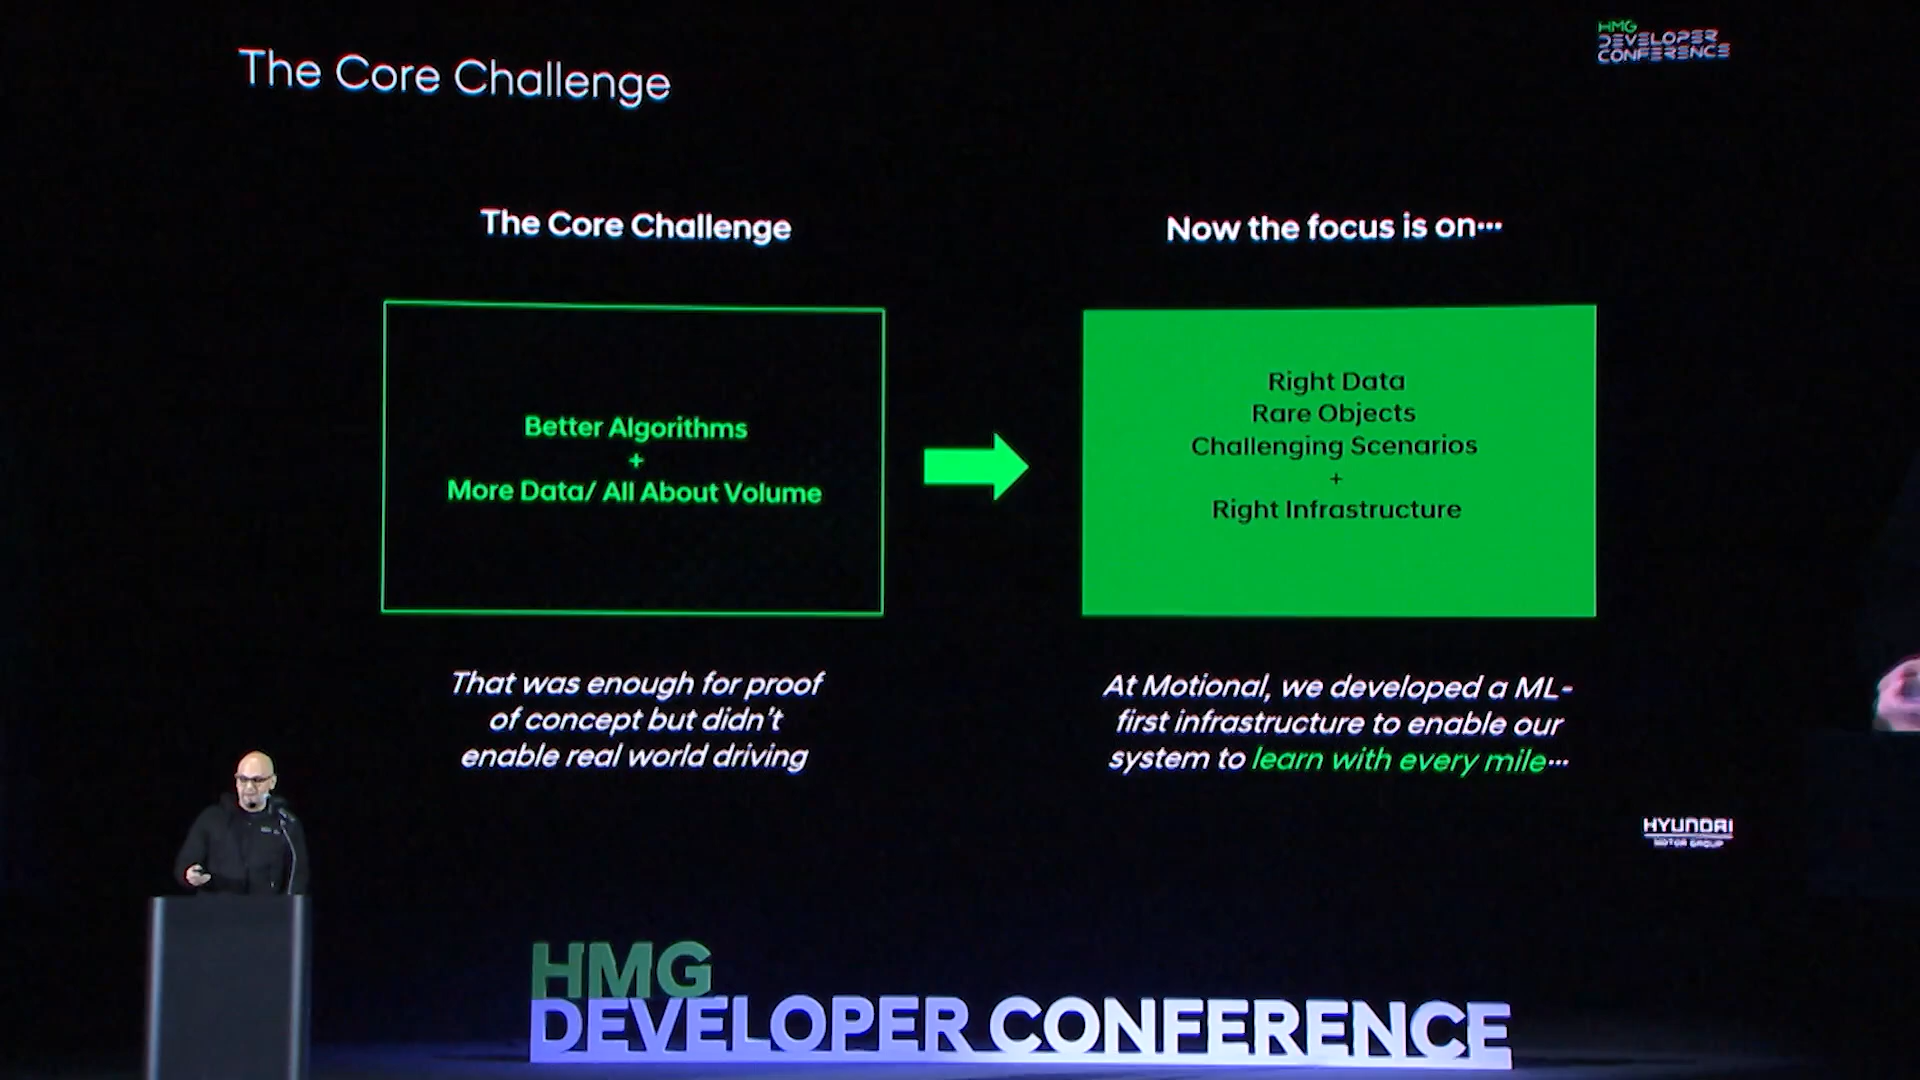 The Core Challenge
HMG
DEVELOPER
CONFERENCE
The Core Challenge
Better Algorithms
+
More Data/ All About Volume
That was enough for proof
of concept but didn't
enable real world driving
Now the focus is on···
Right Data
Rare Objects
Challenging Scenarios
+
Right Infrastructure
At Motional, we developed a ML-
first infrastructure to enable our
system to learn with every mile···
HYUNDAI
MOTOR GROUP
HMG
DEVELOPER CONFERENCE